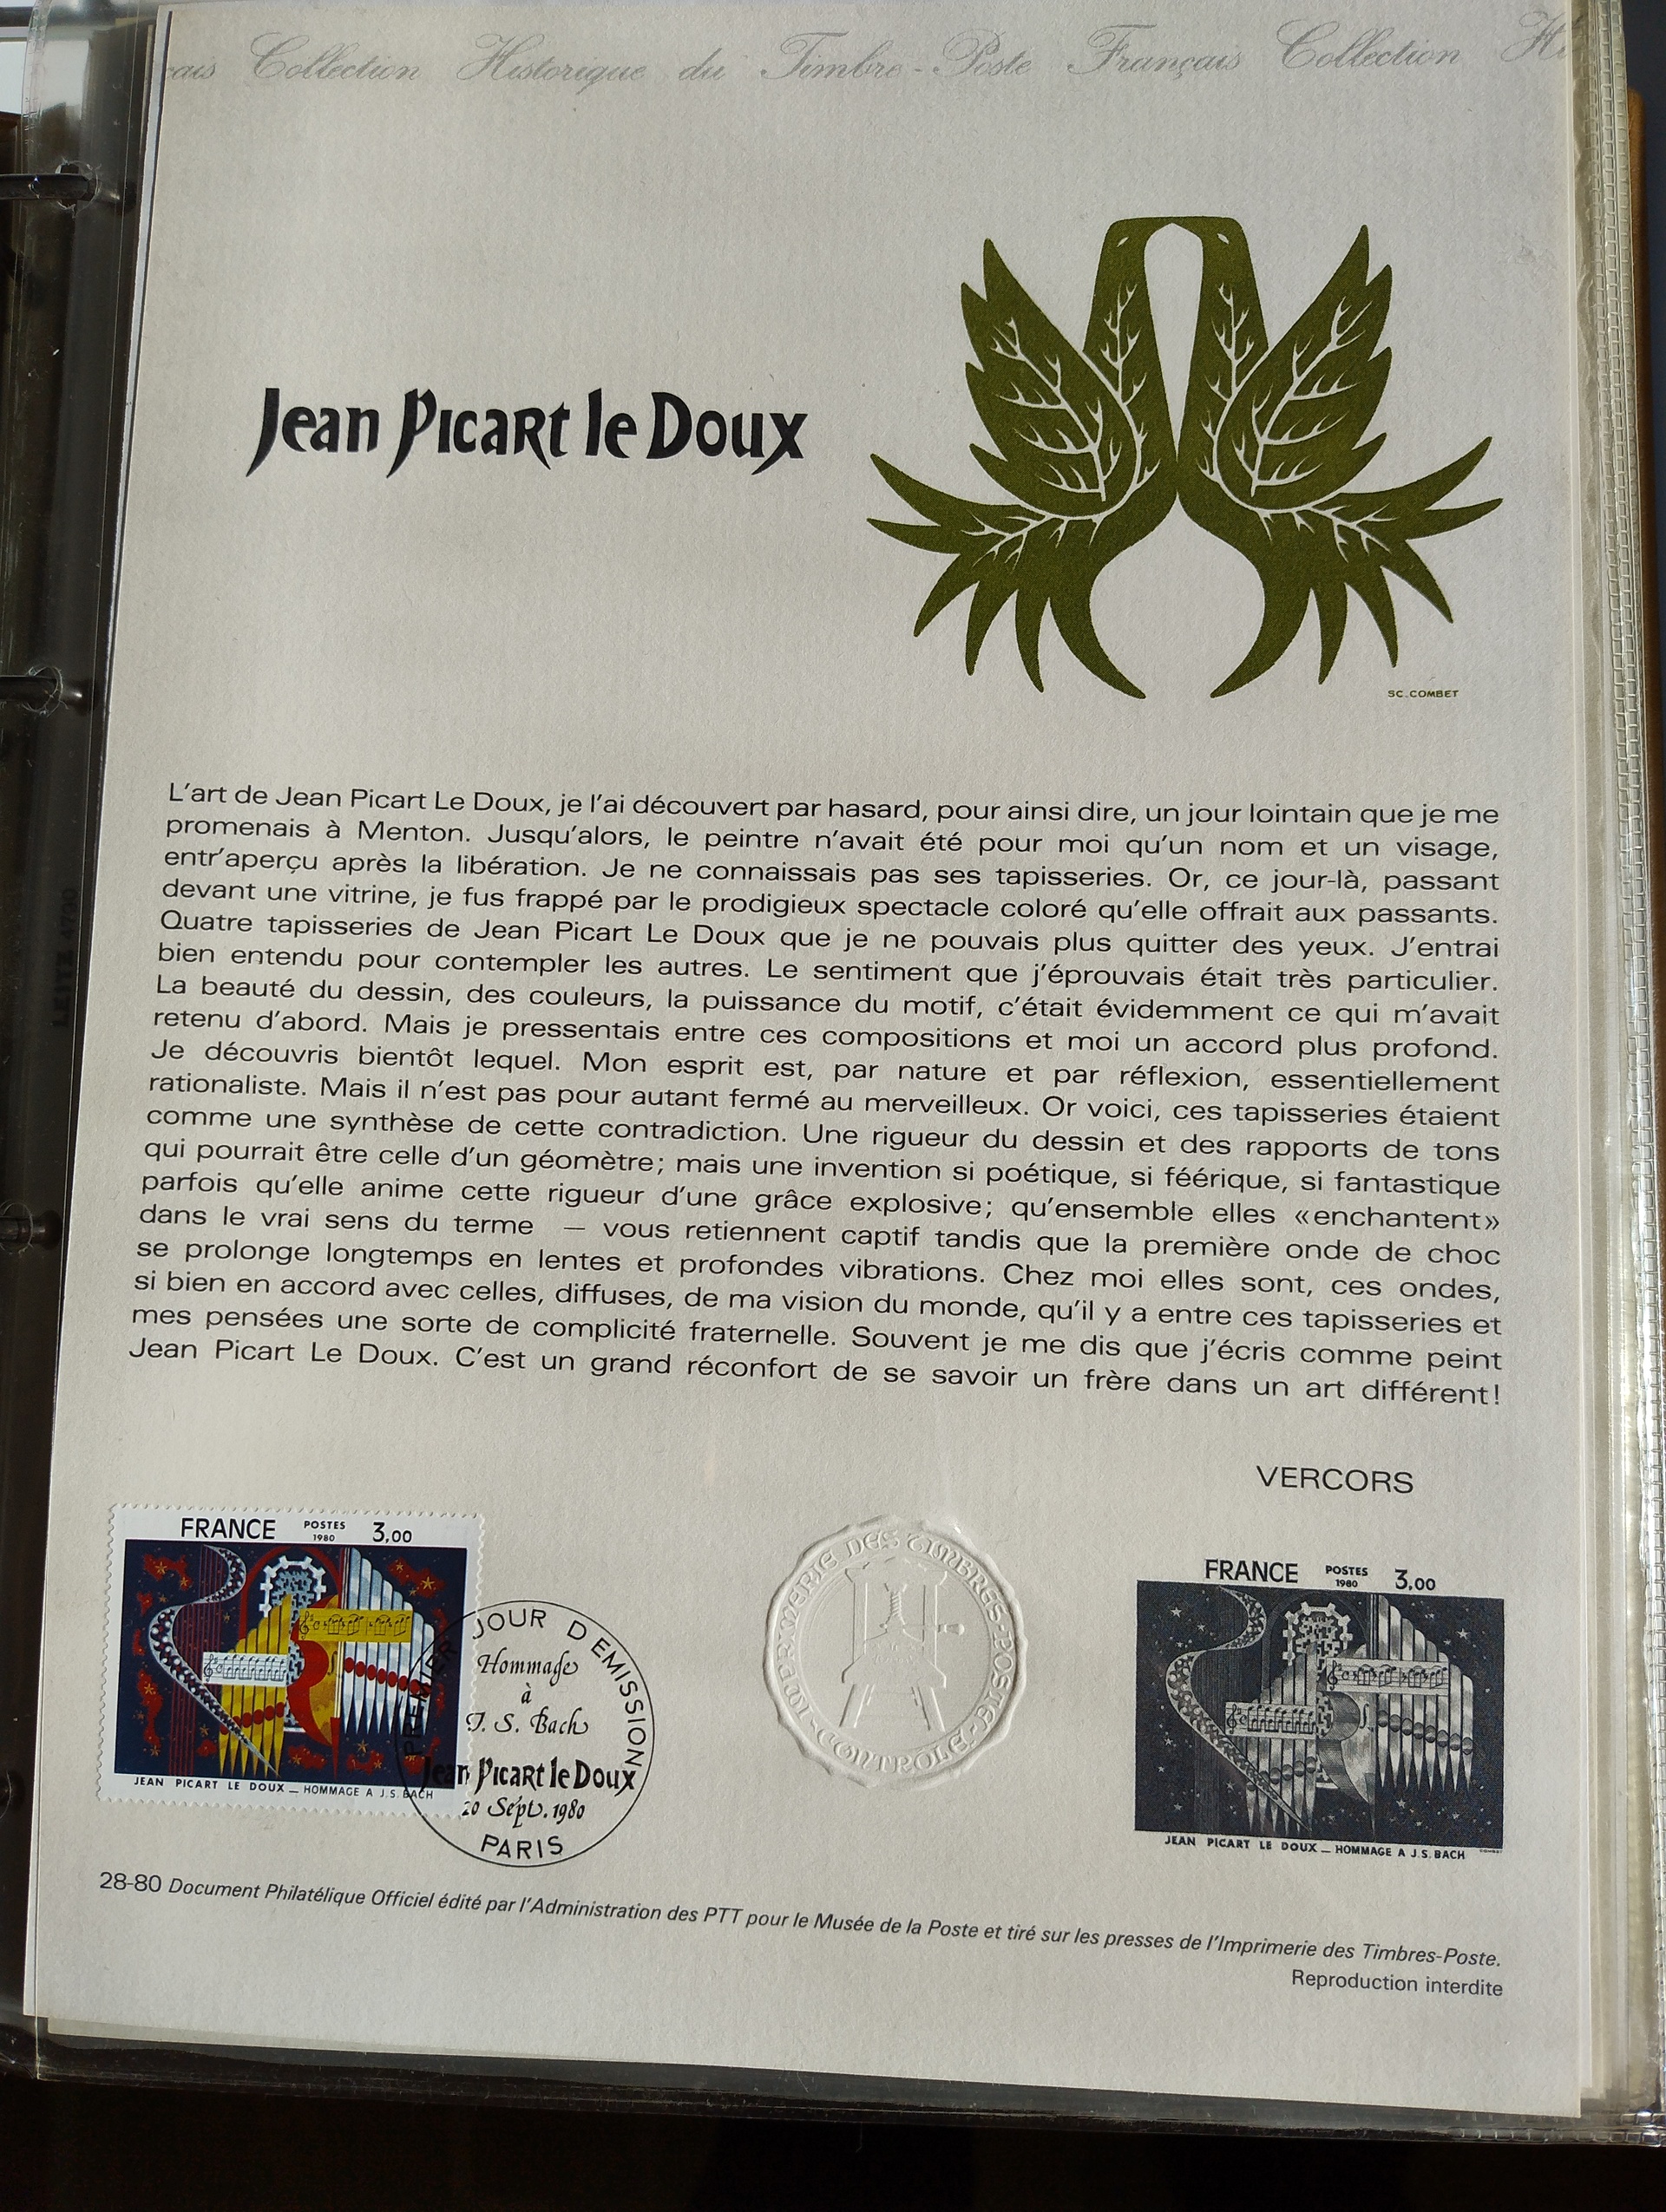 Collection Historique du Timbre-Poste Français Collection
Jean Picart le Doux
SC. COMBET
L'art de Jean Picart Le Doux, je l'ai découvert par hasard, pour ainsi dire, un jour lointain que je me
promenais à Menton. Jusqu'alors, le peintre n'avait été pour moi qu'un nom et un visage,
entr'aperçu après la libération. Je ne connaissais pas ses tapisseries. Or, ce jour-là, passant
devant une vitrine, je fus frappé par le prodigieux spectacle coloré qu'elle offrait aux passants.
Quatre tapisseries de Jean Picart Le Doux que je ne pouvais plus quitter des yeux. J'entrai
bien entendu pour contempler les autres. Le sentiment que j'éprouvais était très particulier.
La beauté du dessin, des couleurs, la puissance du motif, c'était évidemment ce qui m'avait
retenu d'abord. Mais je pressentais entre ces compositions et moi un accord plus profond.
Je découvris bientôt lequel. Mon esprit est, par nature et par réflexion, essentiellement
rationaliste. Mais il n'est pas pour autant fermé au merveilleux. Or voici, ces tapisseries étaient
comme une synthèse de cette contradiction. Une rigueur du dessin et des rapports de tons
qui pourrait être celle d'un géomètre; mais une invention si poétique, si féérique, si fantastique
parfois qu'elle anime cette rigueur d'une grâce explosive; qu'ensemble elles «enchantent»
dans le vrai sens du terme — vous retiennent captif tandis que la première onde de choc
se prolonge longtemps en lentes et profondes vibrations. Chez moi elles sont, ces ondes,
si bien en accord avec celles, diffuses, de ma vision du monde, qu'il y a entre ces tapisseries et
mes pensées une sorte de complicité fraternelle. Souvent je me dis que j'écris comme peint
Jean Picart Le Doux. C'est un grand réconfort de se savoir un frère dans un art différent!
VERCORS
FRANCE POSTES 1980 3,00
JEAN PICART LE DOUX _ HOMMAGE A J.S. BACH
PREMIER JOUR D'EMISSION
Hommage
à
J. S. Bach
Jean Picart le Doux
20 Sept. 1980
PARIS
IMPRIMERIE DES TIMBRES-POSTE
CONTROLE
FRANCE POSTES 1980 3,00
JEAN PICART LE DOUX _ HOMMAGE A J.S. BACH
COMBET
28-80 Document Philatélique Officiel édité par l'Administration des PTT pour le Musée de la Poste et tiré sur les presses de l'Imprimerie des Timbres-Poste.
Reproduction interdite
LEITZ